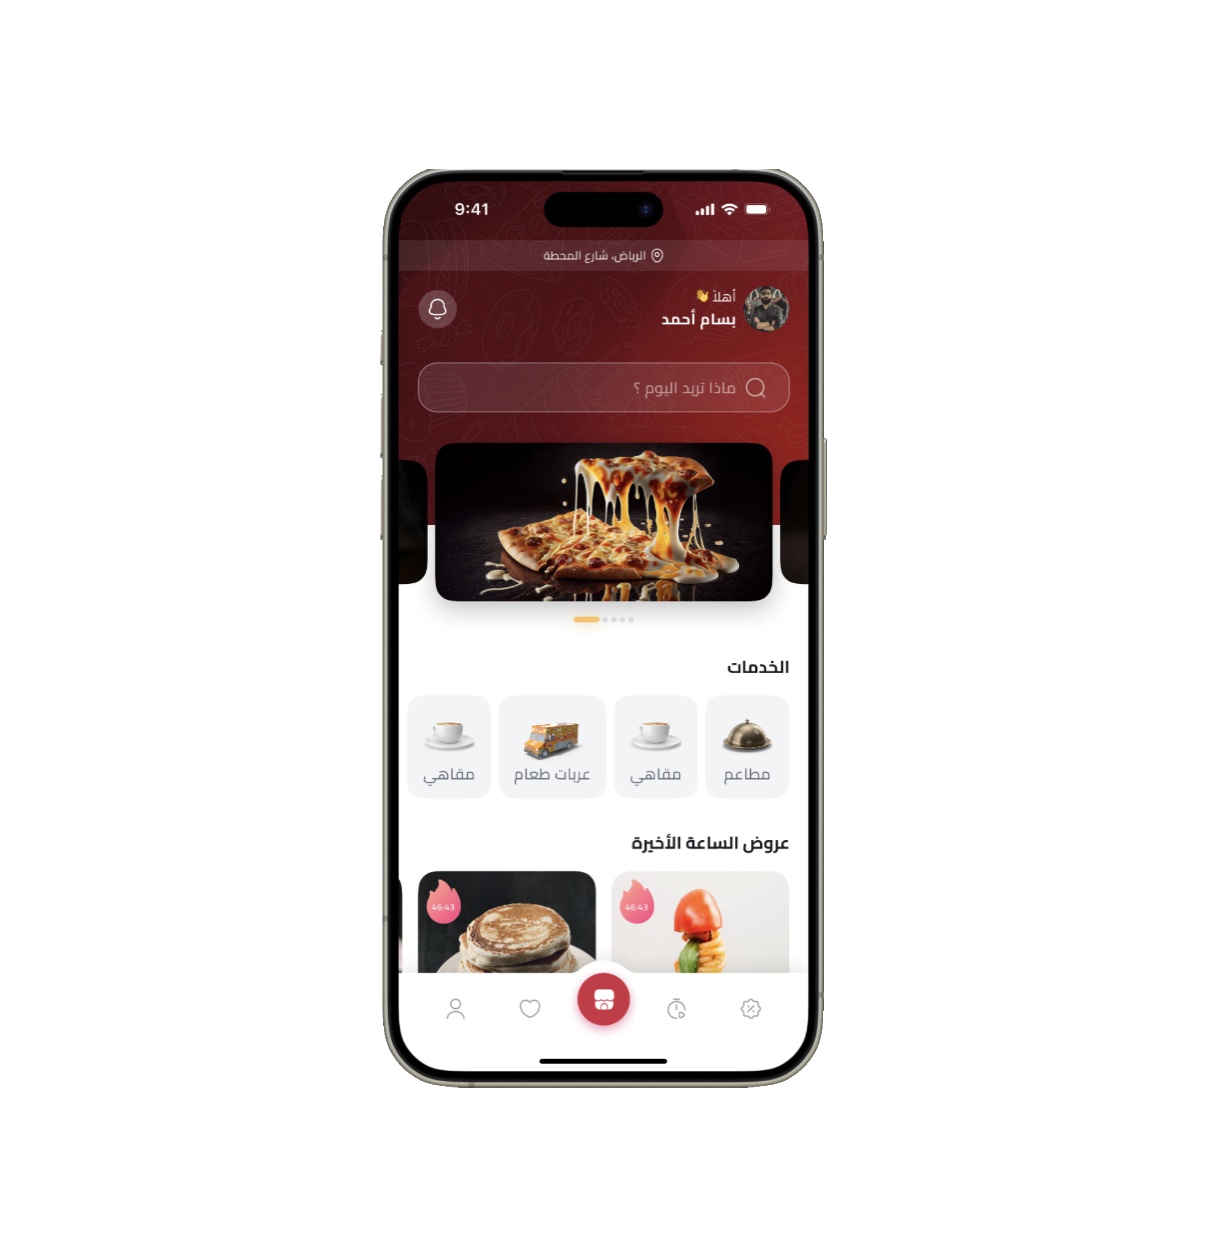 9:41
الرياض، شارع المحطة
أهلاً 👋
بسام أحمد
ماذا تريد اليوم ؟
الخدمات
مطاعم
مقاهي
عربات طعام
مقاهي
عروض الساعة الأخيرة
46:43
46:43